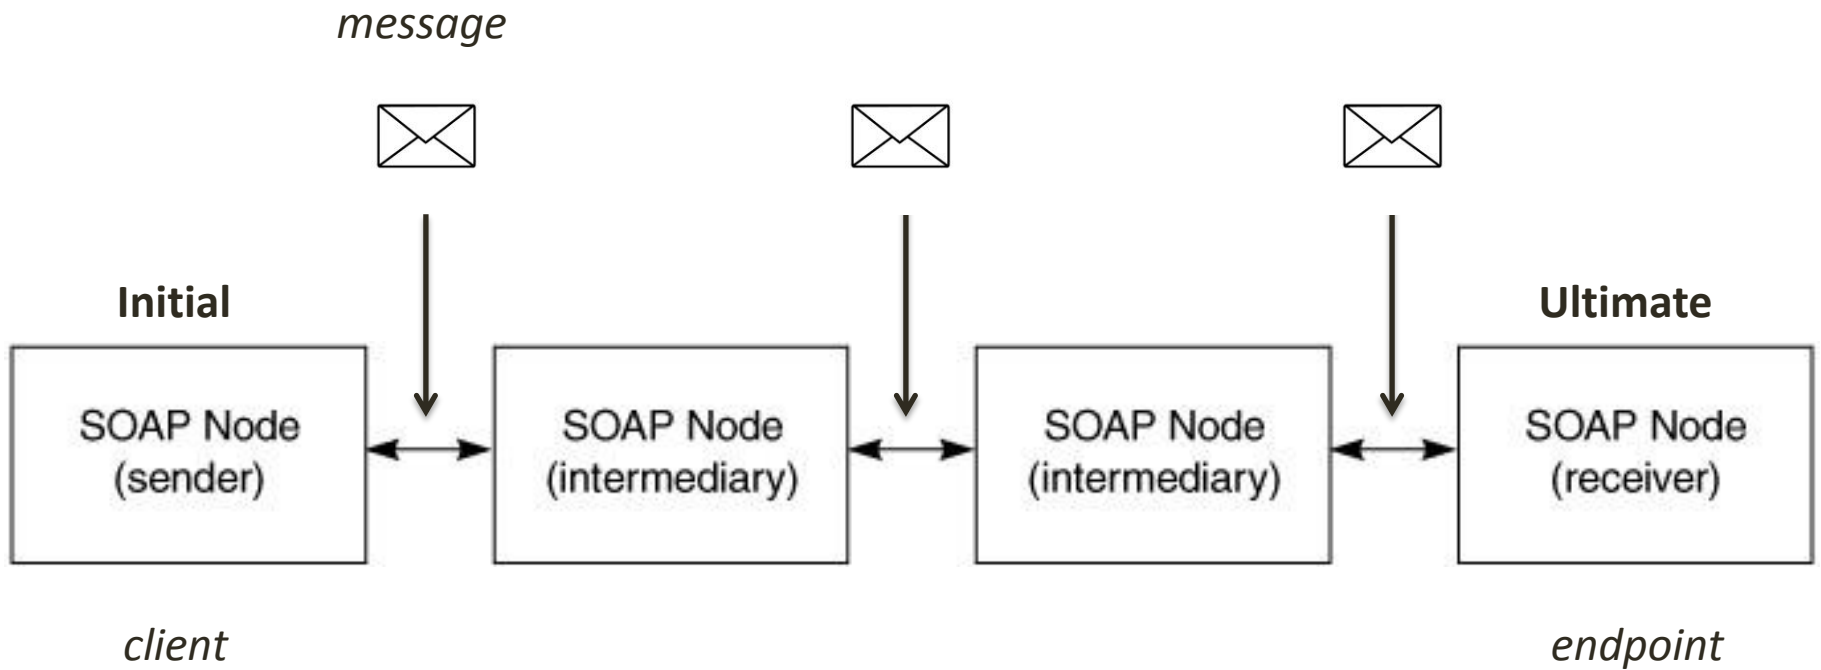 message
Initial
Ultimate
SOAP Node
(sender)
SOAP Node
(intermediary)
SOAP Node
(intermediary)
SOAP Node
(receiver)
client
endpoint